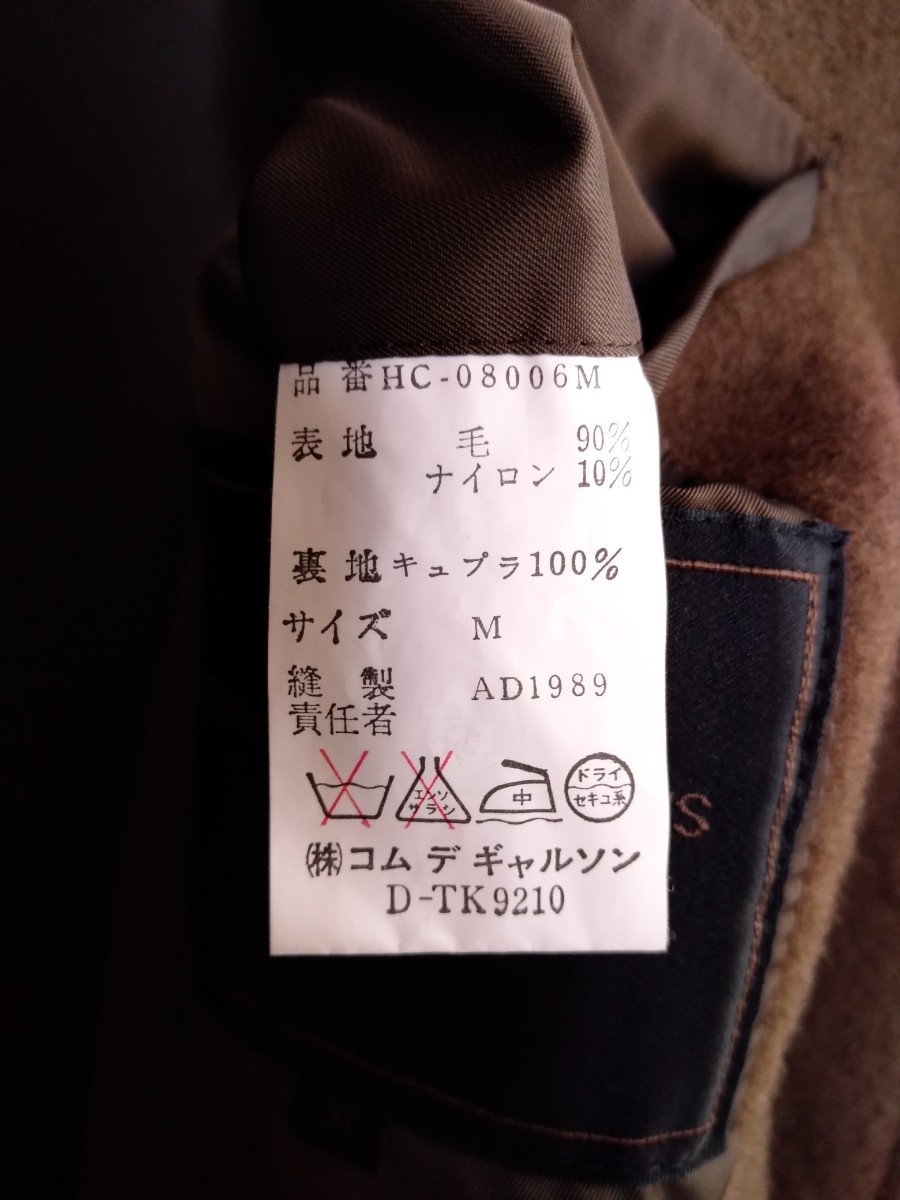 品番HC-08006M
表地 毛 90%
ナイロン 10%
裏地キュプラ100%
サイズ M
縫製 AD1989
責任者
エンソ
サラシ
中
ドライ
セキユ系
S
㈱コム デ ギャルソン
D-TK9210